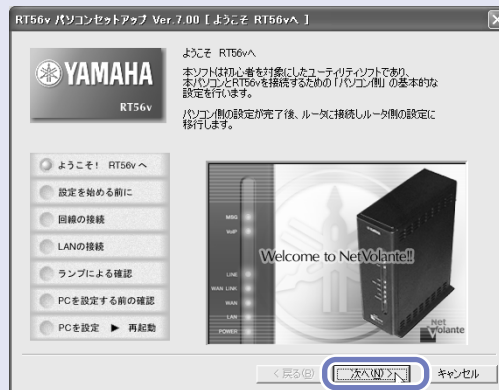 RT56v パソコンセットアップ Ver.7.00 [ ようこそ RT56vへ ]
YAMAHA
RT56v
ようこそ RT56vへ
本ソフトは初心者を対象にしたユーティリティソフトであり、
本パソコンとRT56vを接続するための「パソコン側」の基本的な
設定を行います。
パソコン側の設定が完了後、ルータに接続しルータ側の設定に
移行します。
ようこそ! RT56v へ
設定を始める前に
回線の接続
LANの接続
ランプによる確認
PCを設定する前の確認
PCを設定 ▶ 再起動
MSG
VoIP
LINE
WAN LINK
WAN
LAN
POWER
Welcome to NetVolante!!
Net
Volante
< 戻る(B)
次へ(N) >
キャンセル